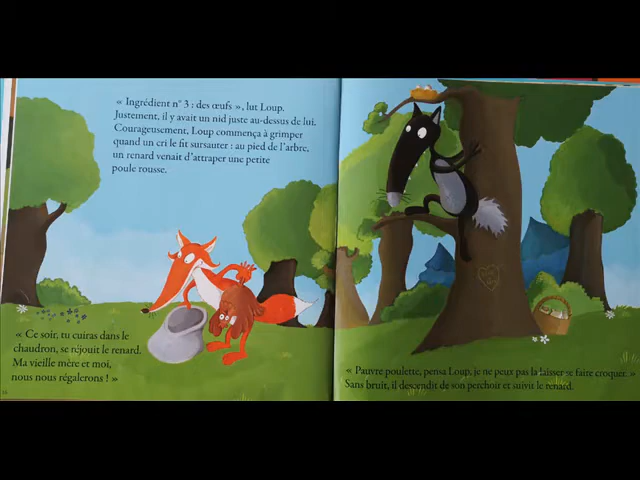 « Ingrédient n° 3 : des œufs », lut Loup.
Justement, il y avait un nid juste au-dessus de lui.
Courageusement, Loup commença à grimper
quand un cri le fit sursauter : au pied de l'arbre,
un renard venait d'attraper une petite
poule rousse.
« Ce soir, tu cuiras dans le
chaudron, se réjouit le renard.
Ma vieille mère et moi,
nous nous régalerons ! »
« Pauvre poulette, pensa Loup, je ne peux pas la laisser se faire croquer. »
Sans bruit, il descendit de son perchoir et suivit le renard.